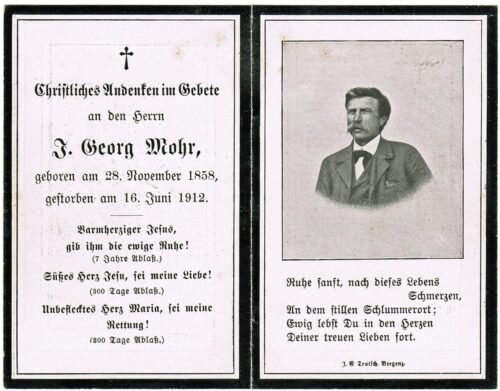 Christliches Andenken im Gebete
an den Herrn
J. Georg Mohr,
geboren am 28. November 1858,
gestorben am 16. Juni 1912.
Barmherziger Jesus,
gib ihm die ewige Ruhe!
(7 Jahre Ablaß.)
Süßes Herz Jesu, sei meine Liebe!
(300 Tage Ablaß.)
Unbeflecktes Herz Maria, sei meine
Rettung!
(300 Tage Ablaß.)
Ruhe sanft, nach dieses Lebens
Schmerzen,
An dem stillen Schlummerort;
Ewig lebst Du in den Herzen
Deiner treuen Lieben fort.
J. N Teutsch. Bregenz.